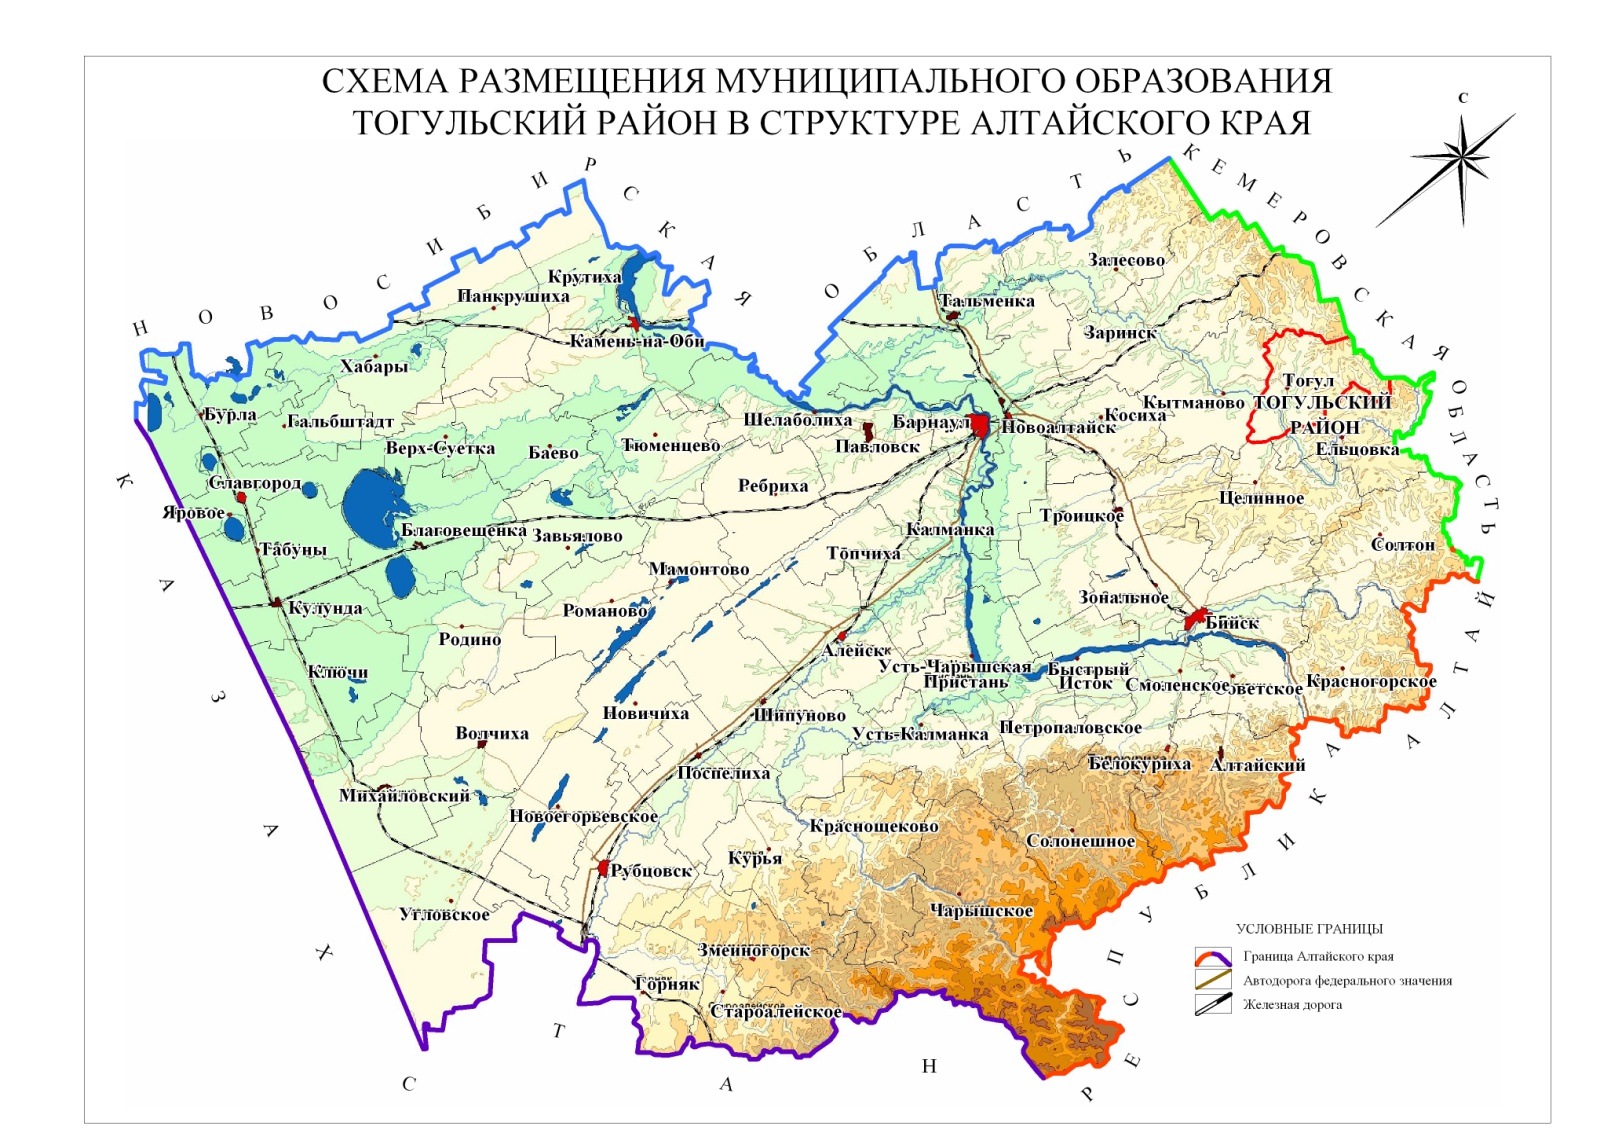 СХЕМА РАЗМЕЩЕНИЯ МУНИЦИПАЛЬНОГО ОБРАЗОВАНИЯ
ТОГУЛЬСКИЙ РАЙОН В СТРУКТУРЕ АЛТАЙСКОГО КРАЯ
С
НОВОСИБИРСКАЯ ОБЛАСТЬ
КЕМЕРОВСКАЯ ОБЛАСТЬ
КАЗАХСТАН
РЕСПУБЛИКА АЛТАЙ
Залесово
Крутиха
Панкрушиха
Тальменка
Камень-на-Оби
Заринск
Хабары
Тогул
Кытманово
ТОГУЛЬСКИЙ
РАЙОН
Бурла
Гальбштадт
Шелаболиха
Барнаул
Новоалтайск
Косиха
Верх-Суетка
Баево
Тюменцево
Павловск
Ельцовка
Славгород
Ребриха
Целинное
Яровое
Благовещенка
Завьялово
Калманка
Троицкое
Табуны
Топчиха
Солтон
Мамонтово
Кулунда
Романово
Зональное
Бийск
Родино
Алейск
Ключи
Усть-Чарышская
Пристань
Быстрый
Исток
Смоленское
Советское
Красногорское
Новичиха
Шипуново
Волчиха
Усть-Калманка
Петропаловское
Поспелиха
Белокуриха
Алтайский
Михайловский
Новоегорьевское
Краснощеково
Солонешное
Рубцовск
Курья
Угловское
Чарышское
Змеиногорск
Горняк
Староалейское
УСЛОВНЫЕ ГРАНИЦЫ
Граница Алтайского края
Автодорога федерального значения
Железная дорога